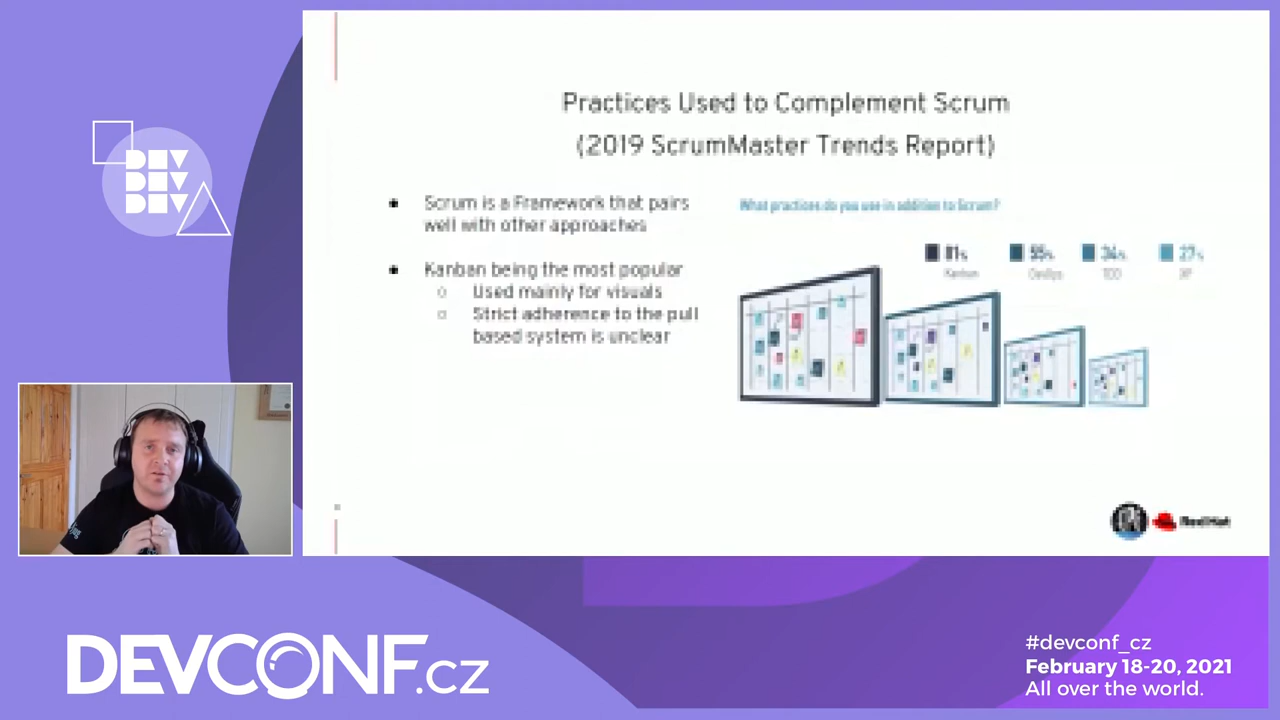 DEV
DEV
DEV
Practices Used to Complement Scrum
(2019 ScrumMaster Trends Report)
● Scrum is a Framework that pairs
well with other approaches
● Kanban being the most popular
○ Used mainly for visuals
○ Strict adherence to the pull
based system is unclear
What practices do you use in addition to Scrum?
81% 55% 34% 27%
Kanban DevOps TDD XP
Red Hat
DEVCONF.cz
#devconf_cz
February 18-20, 2021
All over the world.